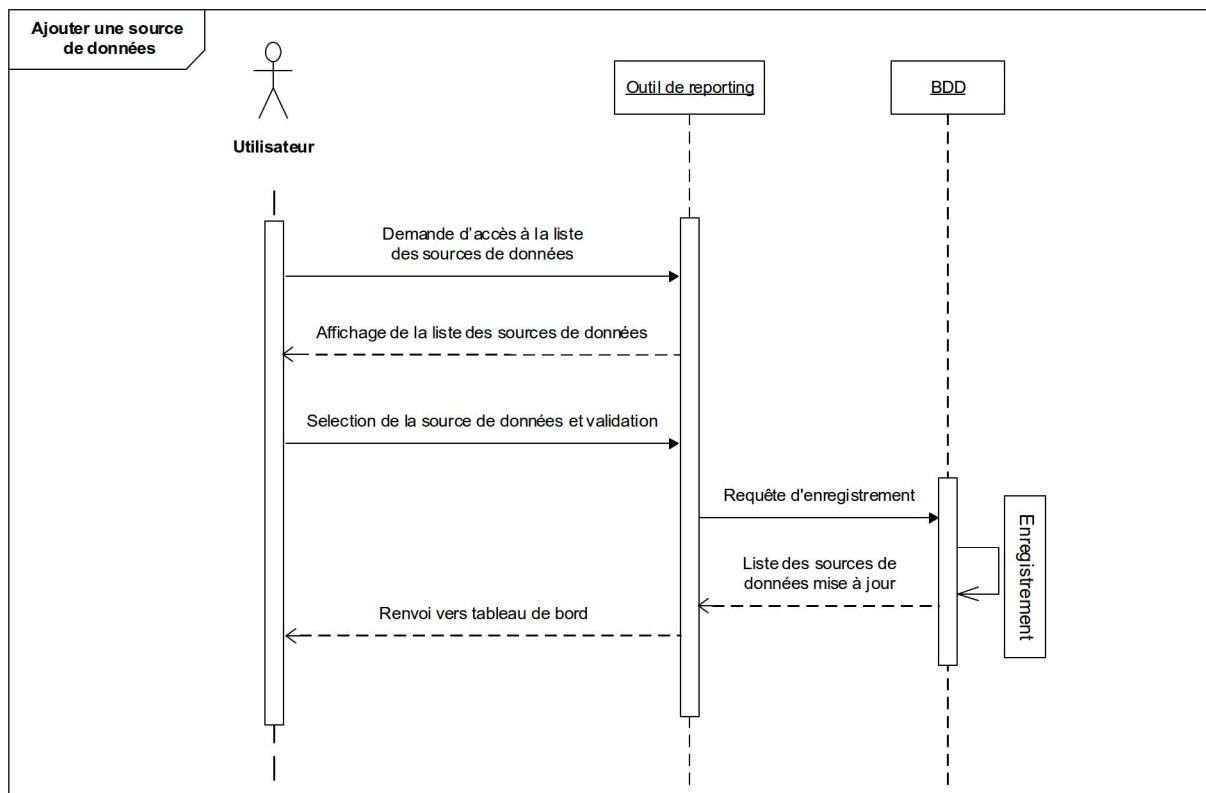 Ajouter une source
de données
Outil de reporting
BDD
Utilisateur
Demande d'accès à la liste
des sources de données
Affichage de la liste des sources de données
Selection de la source de données et validation
Requête d'enregistrement
Enregistrement
Liste des sources de
données mise à jour
Renvoi vers tableau de bord